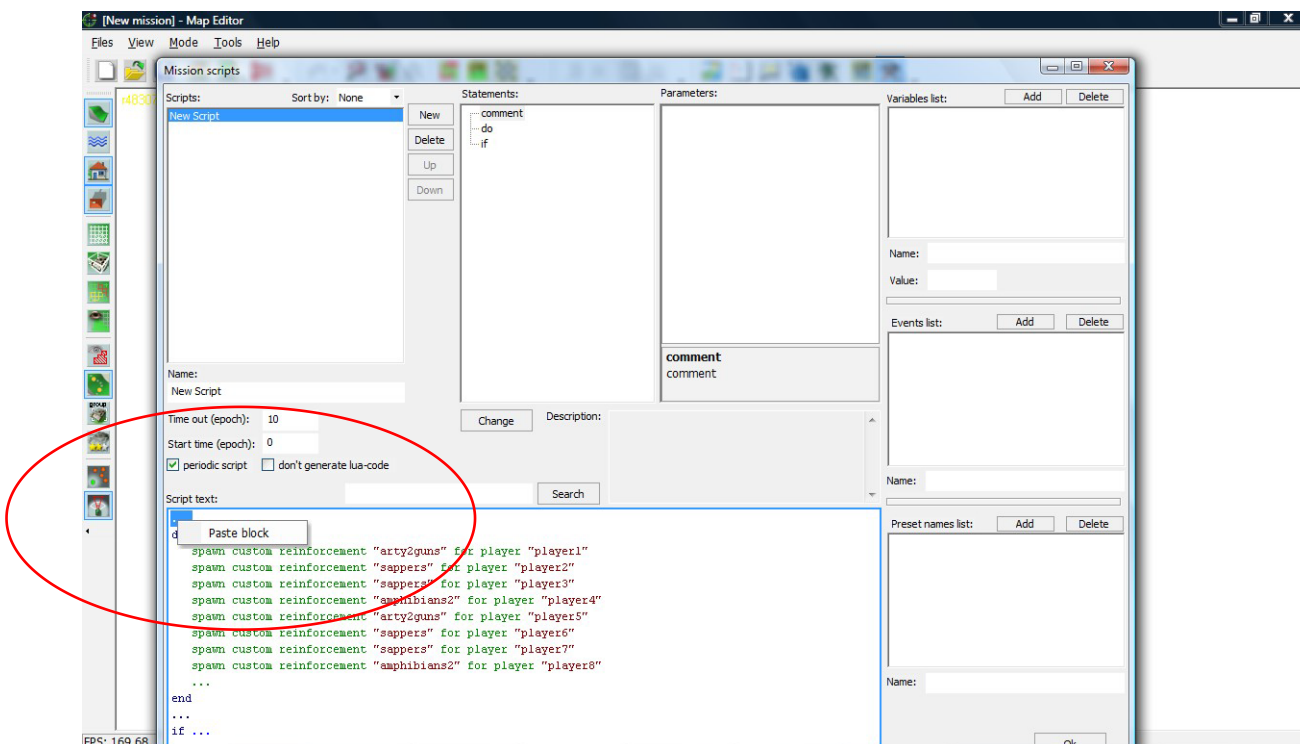 [New mission] - Map Editor
Files View Mode Tools Help
Mission scripts
Scripts:
Sort by: None
New Script
New
Delete
Up
Down
Statements:
comment
do
if
Parameters:
comment
comment
Variables list:
Add
Delete
Name:
Value:
Events list:
Add
Delete
Name:
Preset names list:
Add
Delete
Name:
Name:
New Script
Time out (epoch): 10
Start time (epoch): 0
periodic script
don't generate lua-code
Change
Description:
Script text:
Search
Paste block
spawn custom reinforcement "arty2guns" for player "player1"
spawn custom reinforcement "sappers" for player "player2"
spawn custom reinforcement "sappers" for player "player3"
spawn custom reinforcement "amphibians2" for player "player4"
spawn custom reinforcement "arty2guns" for player "player5"
spawn custom reinforcement "sappers" for player "player6"
spawn custom reinforcement "sappers" for player "player7"
spawn custom reinforcement "amphibians2" for player "player8"
...
end
...
if ...
group
FPS: 169.68
Ok